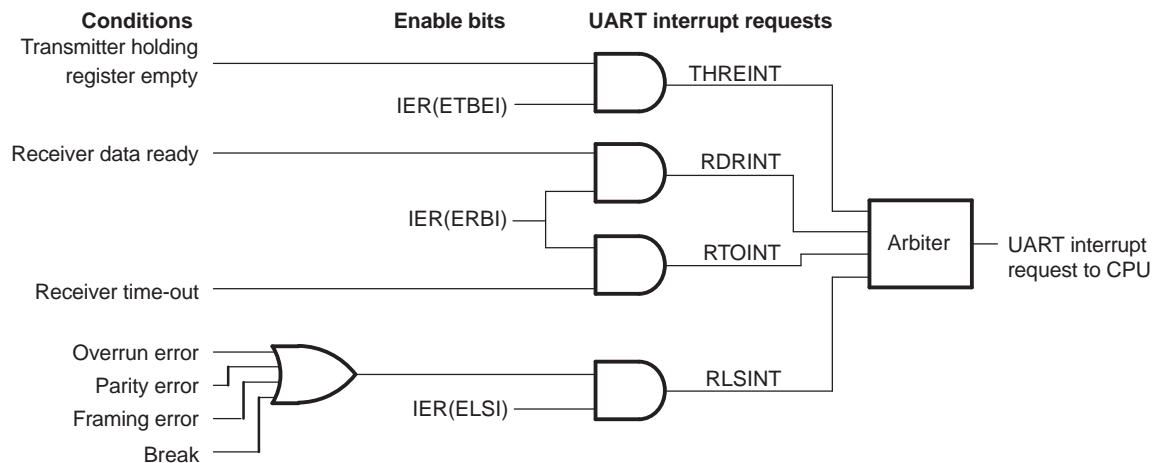 Conditions
Enable bits
UART interrupt requests
Transmitter holding
register empty
THREINT
IER(ETBEI)
Receiver data ready
RDRINT
IER(ERBI)
Arbiter
UART interrupt
request to CPU
RTOINT
Receiver time-out
Overrun error
Parity error
RLSINT
Framing error
IER(ELSI)
Break